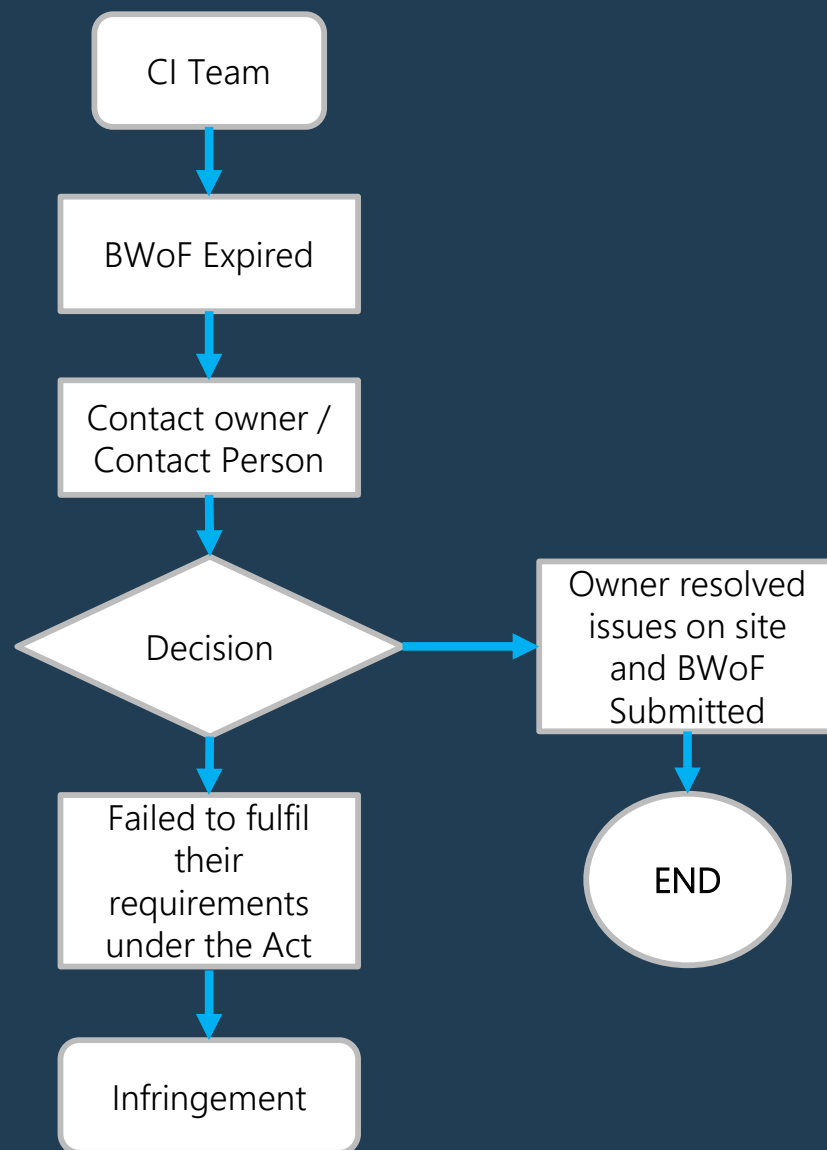 CI Team
BWoF Expired
Contact owner /
Contact Person
Decision
Owner resolved
issues on site
and BWoF
Submitted
Failed to fulfil
their
requirements
under the Act
END
Infringement